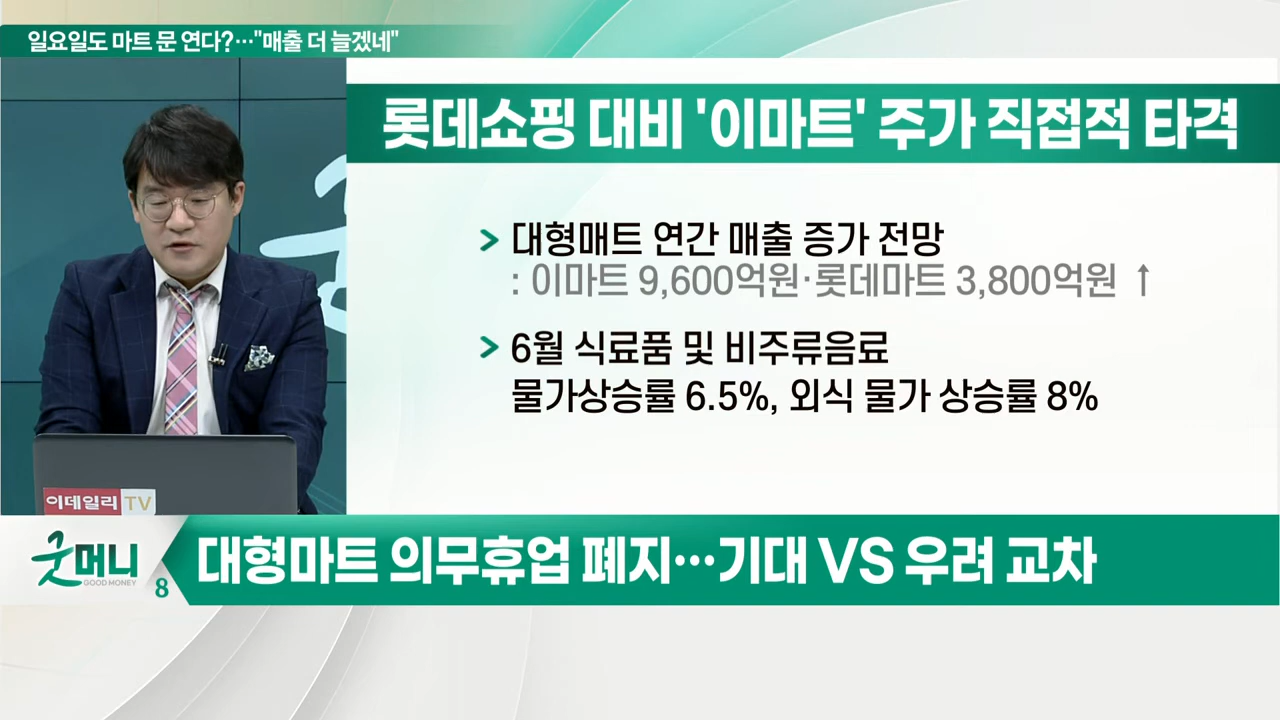 일요일도 마트 문 연다?…"매출 더 늘겠네"
롯데쇼핑 대비 '이마트' 주가 직접적 타격
> 대형매트 연간 매출 증가 전망
: 이마트 9,600억원·롯데마트 3,800억원 ↑
> 6월 식료품 및 비주류음료
물가상승률 6.5%, 외식 물가 상승률 8%
이데일리 TV
굿머니
GOOD MONEY
8
대형마트 의무휴업 폐지…기대 VS 우려 교차